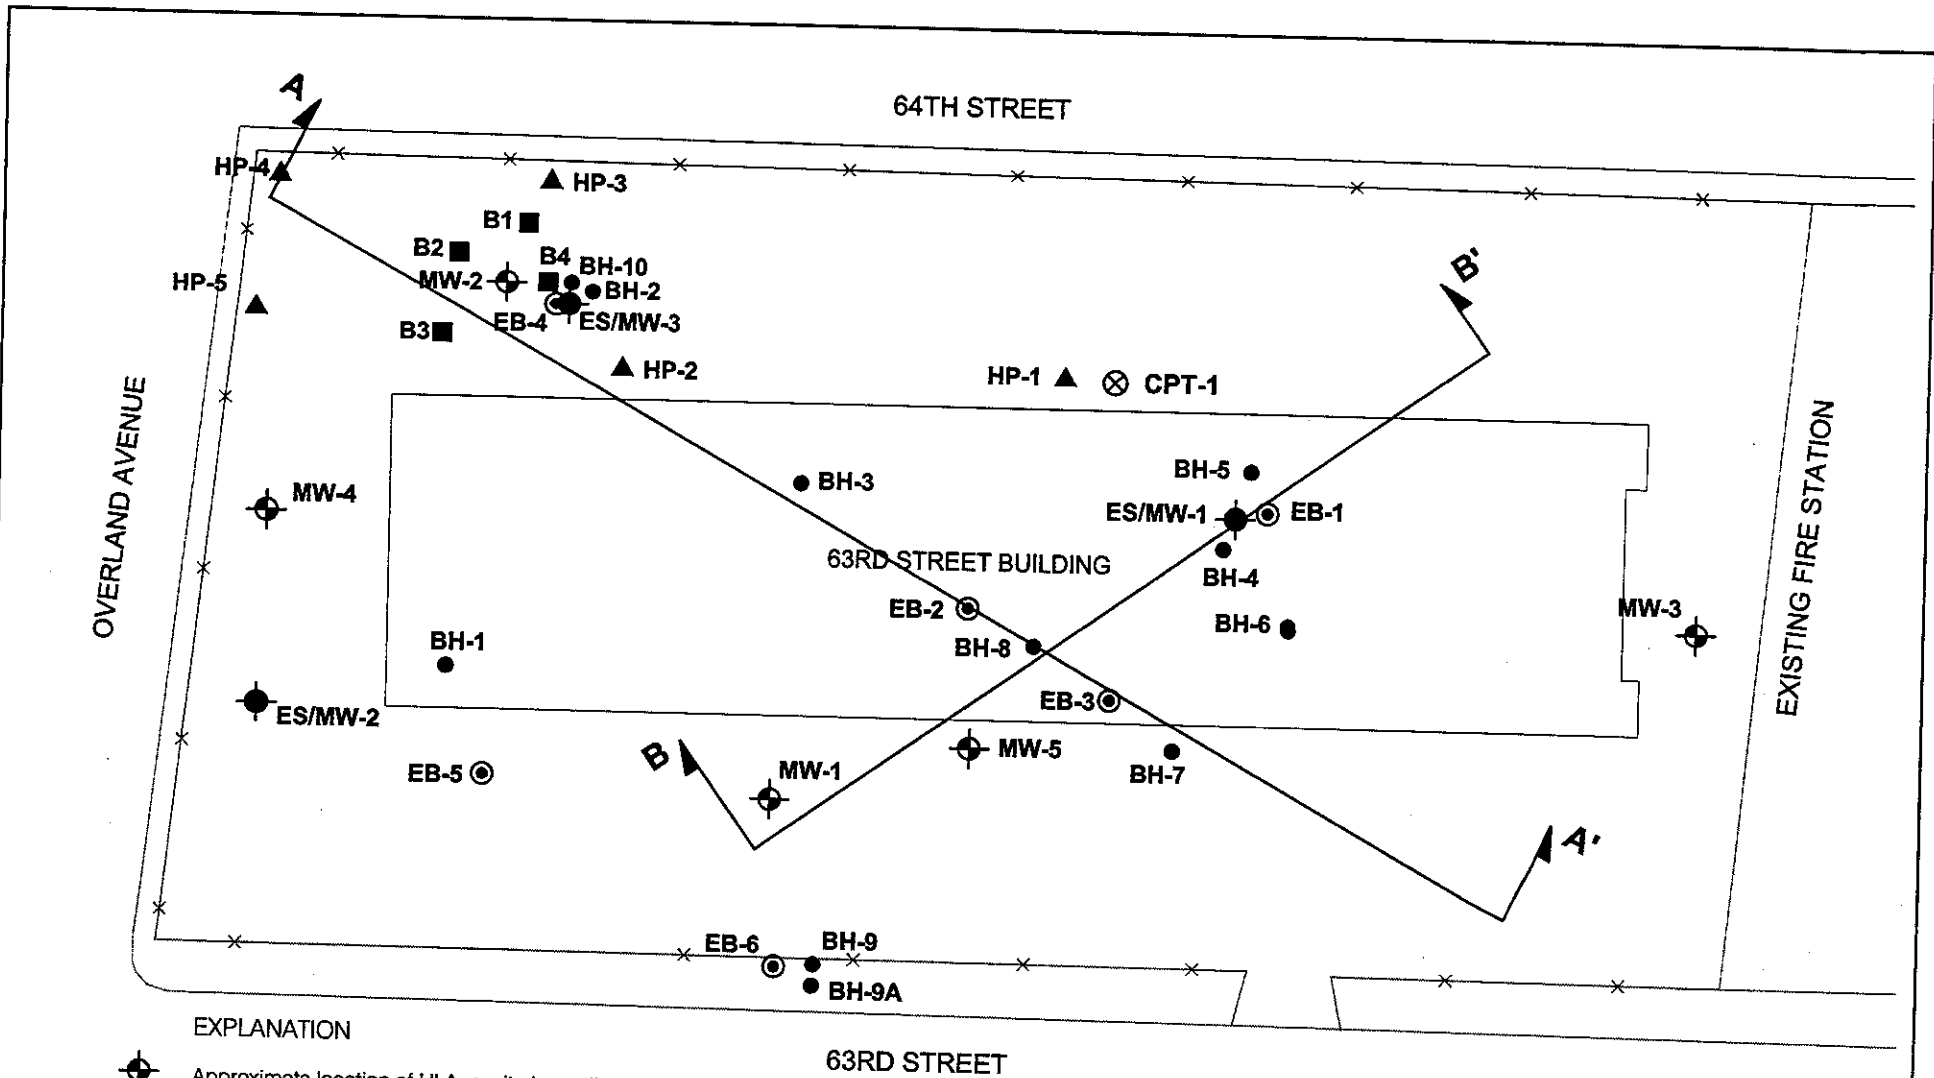 A
64TH STREET
HP-4
HP-3
B1
B2
B4
BH-10
B'
HP-5
MW-2
BH-2
EB-4
ES/MW-3
B3
HP-2
HP-1
CPT-1
OVERLAND AVENUE
MW-4
BH-3
BH-5
EXISTING FIRE STATION
ES/MW-1
EB-1
63RD STREET BUILDING
BH-4
EB-2
MW-3
BH-6
BH-1
BH-8
EB-3
ES/MW-2
B
MW-5
EB-5
MW-1
BH-7
A'
EB-6
BH-9
BH-9A
EXPLANATION
63RD STREET
Approximate location of